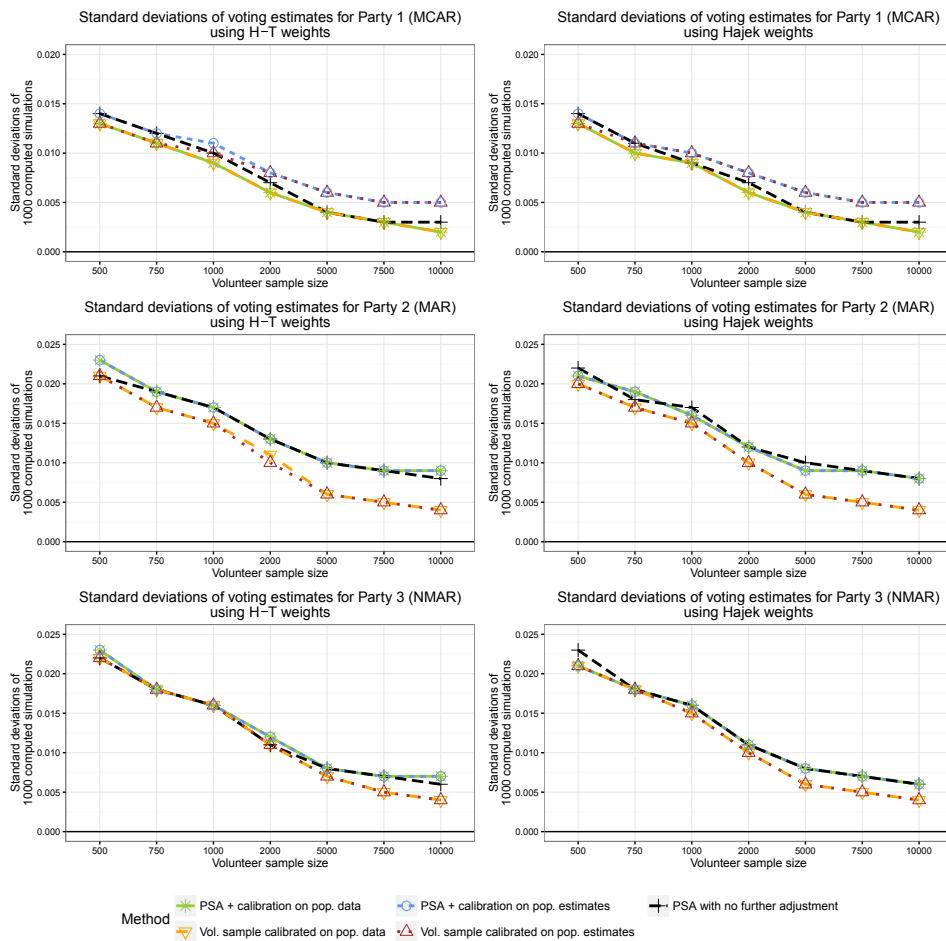 Standard deviations of voting estimates for Party 1 (MCAR)
using H−T weights
Standard deviations of
1000 computed simulations
0.020
0.015
0.010
0.005
0.000
500 750 1000 2000 5000 7500 10000
Volunteer sample size
Standard deviations of voting estimates for Party 1 (MCAR)
using Hajek weights
Standard deviations of
1000 computed simulations
0.020
0.015
0.010
0.005
0.000
500 750 1000 2000 5000 7500 10000
Volunteer sample size
Standard deviations of voting estimates for Party 2 (MAR)
using H−T weights
Standard deviations of
1000 computed simulations
0.025
0.020
0.015
0.010
0.005
0.000
500 750 1000 2000 5000 7500 10000
Volunteer sample size
Standard deviations of voting estimates for Party 2 (MAR)
using Hajek weights
Standard deviations of
1000 computed simulations
0.025
0.020
0.015
0.010
0.005
0.000
500 750 1000 2000 5000 7500 10000
Volunteer sample size
Standard deviations of voting estimates for Party 3 (NMAR)
using H−T weights
Standard deviations of
1000 computed simulations
0.025
0.020
0.015
0.010
0.005
0.000
500 750 1000 2000 5000 7500 10000
Volunteer sample size
Standard deviations of voting estimates for Party 3 (NMAR)
using Hajek weights
Standard deviations of
1000 computed simulations
0.025
0.020
0.015
0.010
0.005
0.000
500 750 1000 2000 5000 7500 10000
Volunteer sample size
Method
PSA + calibration on pop. data
PSA + calibration on pop. estimates
PSA with no further adjustment
Vol. sample calibrated on pop. data
Vol. sample calibrated on pop. estimates